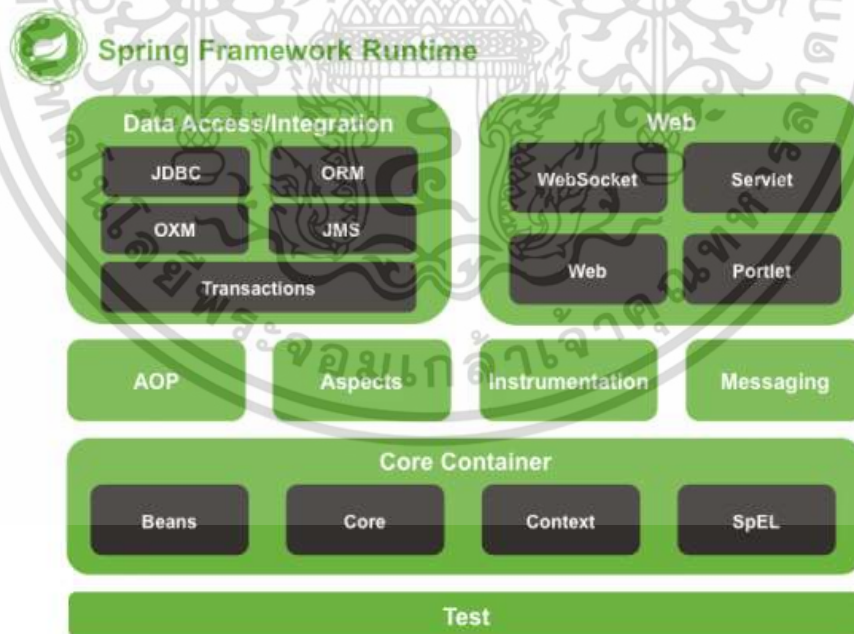 Spring Framework Runtime
Data Access/Integration
JDBC
ORM
OXM
JMS
Transactions
Web
WebSocket
Servlet
Web
Portlet
AOP
Aspects
Instrumentation
Messaging
Core Container
Beans
Core
Context
SpEL
Test